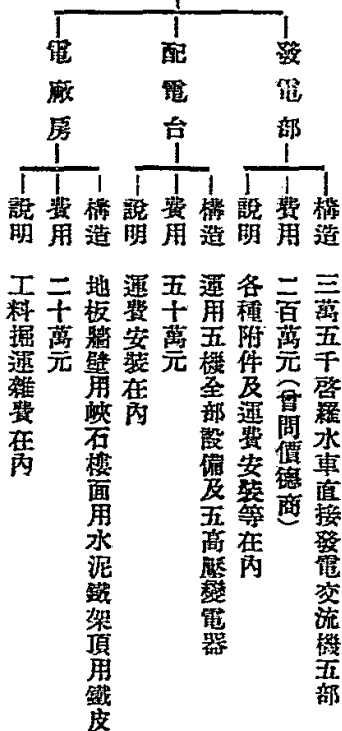 發電部
構造　三萬五千啓羅水車直接發電交流機五部
費用　二百萬元(曾問價德商)
說明　各種附件及運費安裝等在內
配電台
構造　運用五機全部設備及五高壓變電器
費用　五十萬元
說明　運費安裝在內
電廠房
構造　地板牆壁用峽石樓面用水泥鐵架頂用鐵皮
費用　二十萬元
說明　工料掘運雜費在內